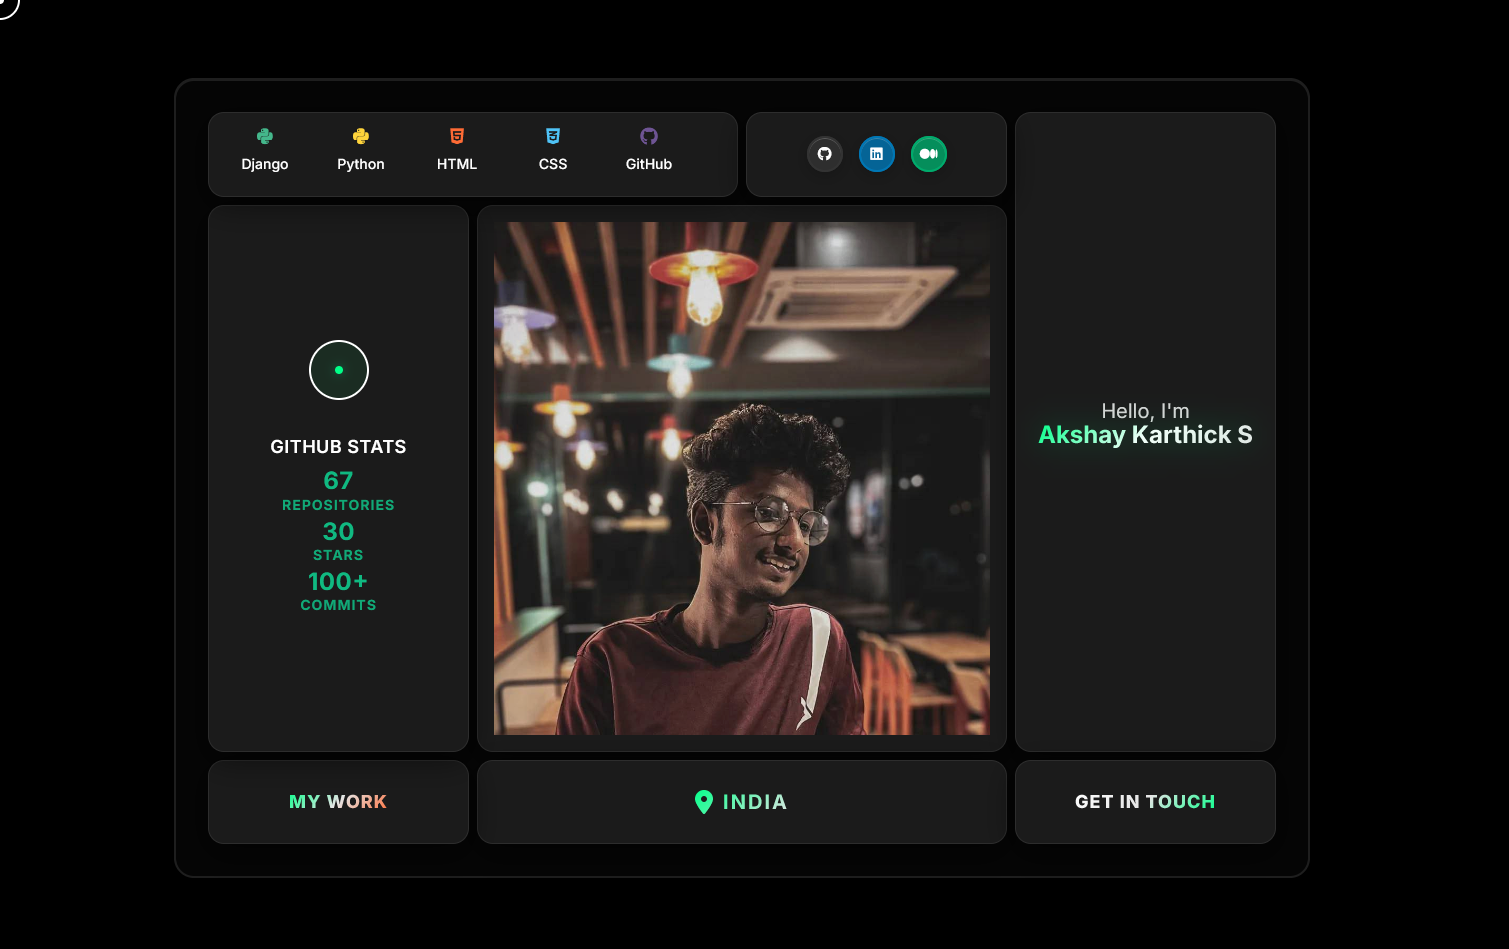 Django
Python
HTML
CSS
GitHub
GITHUB STATS
67
REPOSITORIES
30
STARS
100+
COMMITS
Hello, I'm
Akshay Karthick S
MY WORK
INDIA
GET IN TOUCH